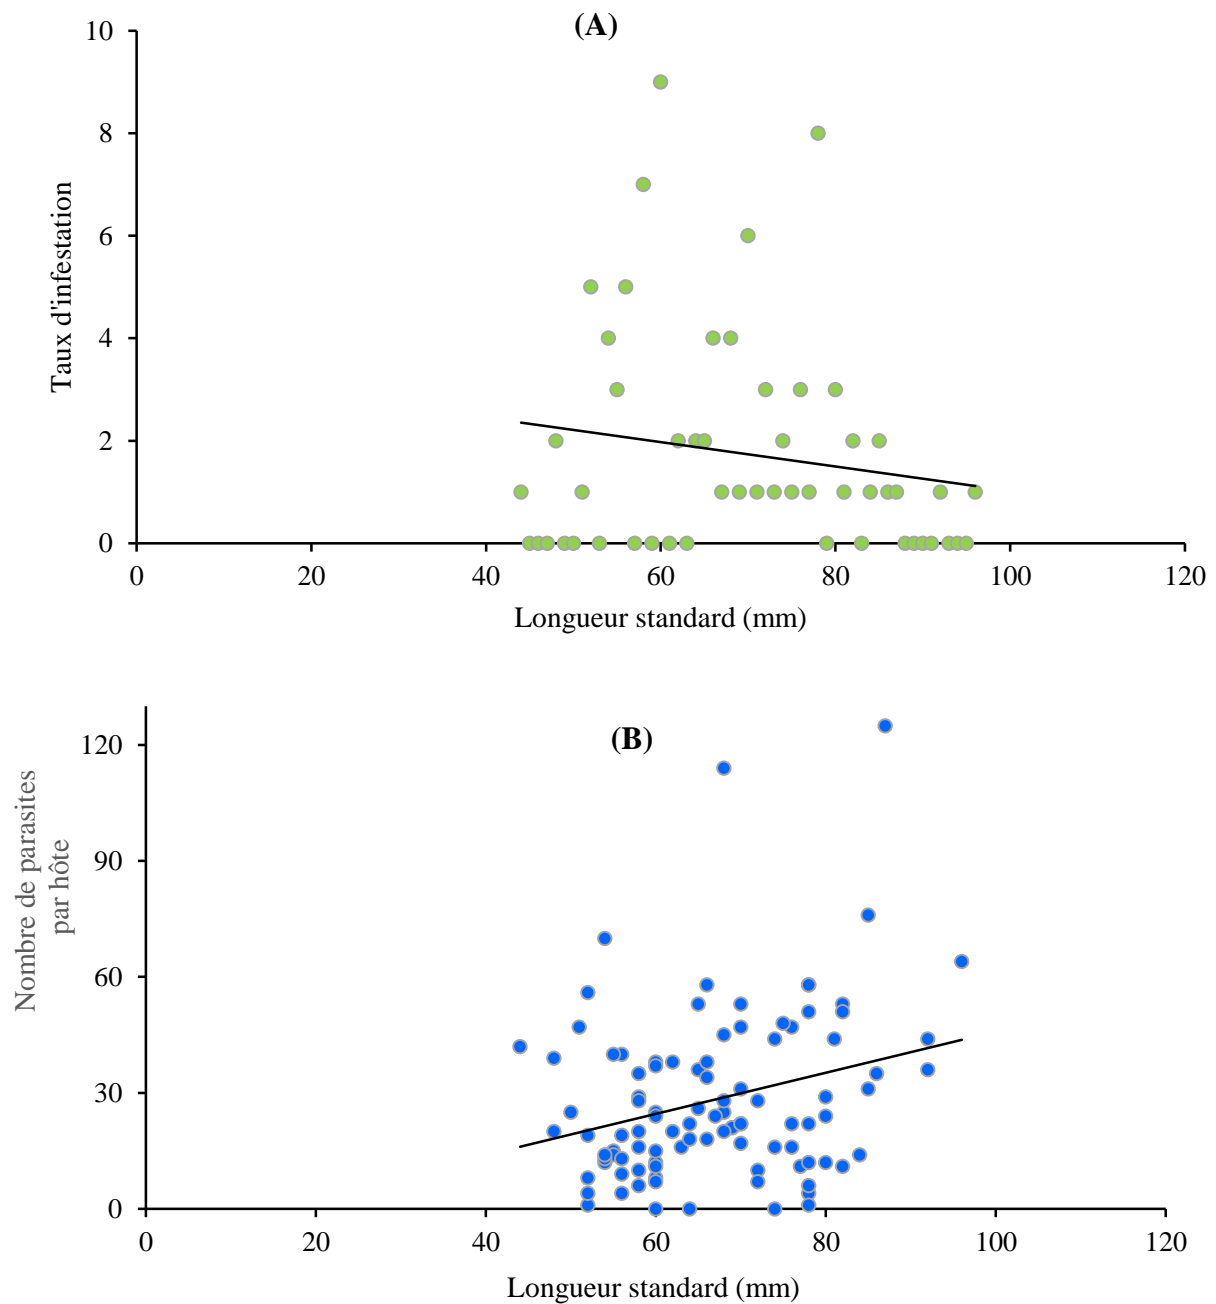 (A)
10
8
6
4
2
0
Taux d'infestation
0 20 40 60 80 100 120
Longueur standard (mm)
(B)
120
90
60
30
0
Nombre de parasites
par hôte
0 20 40 60 80 100 120
Longueur standard (mm)